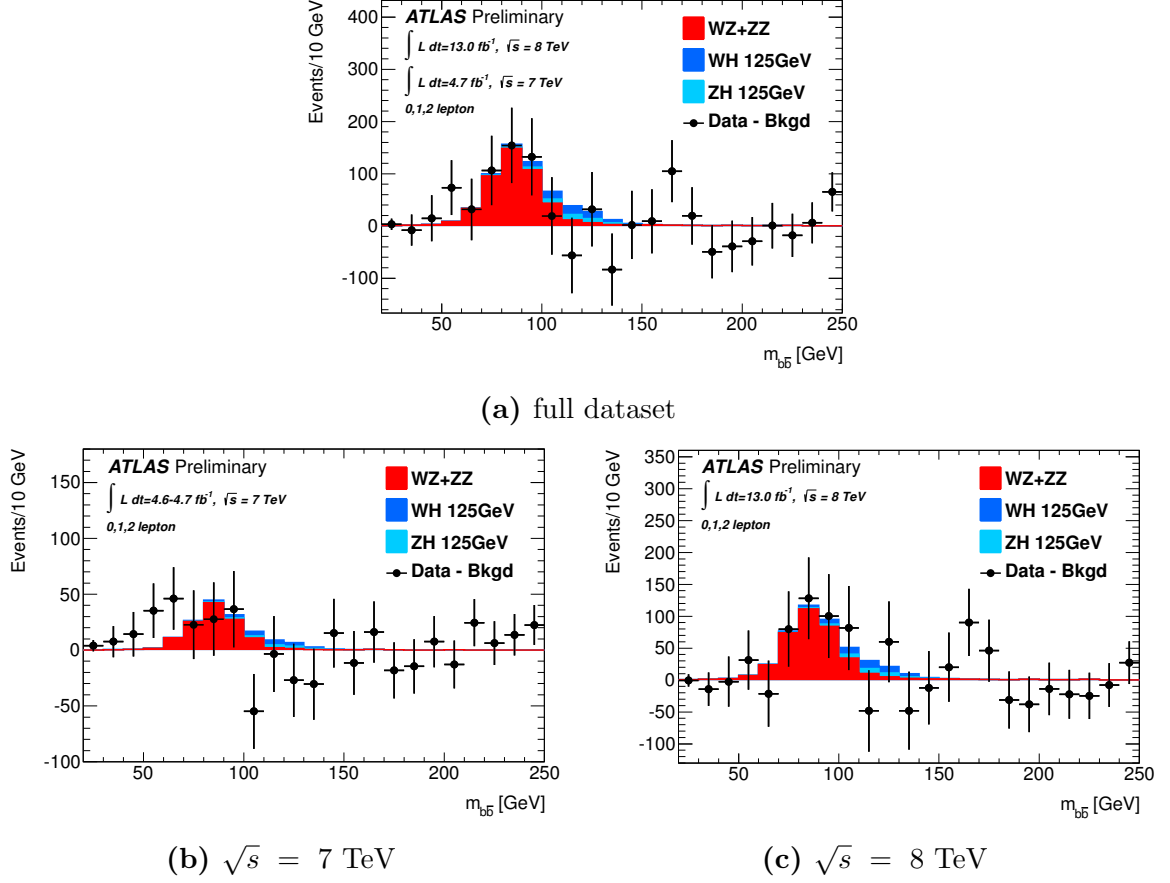 ATLAS Preliminary
∫ L dt=13.0 fb⁻¹, √s = 8 TeV
∫ L dt=4.7 fb⁻¹, √s = 7 TeV
0,1,2 lepton
WZ+ZZ
WH 125GeV
ZH 125GeV
Data - Bkgd
Events/10 GeV
400
300
200
100
0
-100
50 100 150 200 250
m_{bb̄} [GeV]
(a) full dataset
ATLAS Preliminary
∫ L dt=4.6-4.7 fb⁻¹, √s = 7 TeV
0,1,2 lepton
WZ+ZZ
WH 125GeV
ZH 125GeV
Data - Bkgd
Events/10 GeV
150
100
50
0
-50
-100
50 100 150 200 250
m_{bb̄} [GeV]
(b) √s = 7 TeV
ATLAS Preliminary
∫ L dt=13.0 fb⁻¹, √s = 8 TeV
0,1,2 lepton
WZ+ZZ
WH 125GeV
ZH 125GeV
Data - Bkgd
Events/10 GeV
350
300
250
200
150
100
50
0
-50
-100
50 100 150 200 250
m_{bb̄} [GeV]
(c) √s = 8 TeV